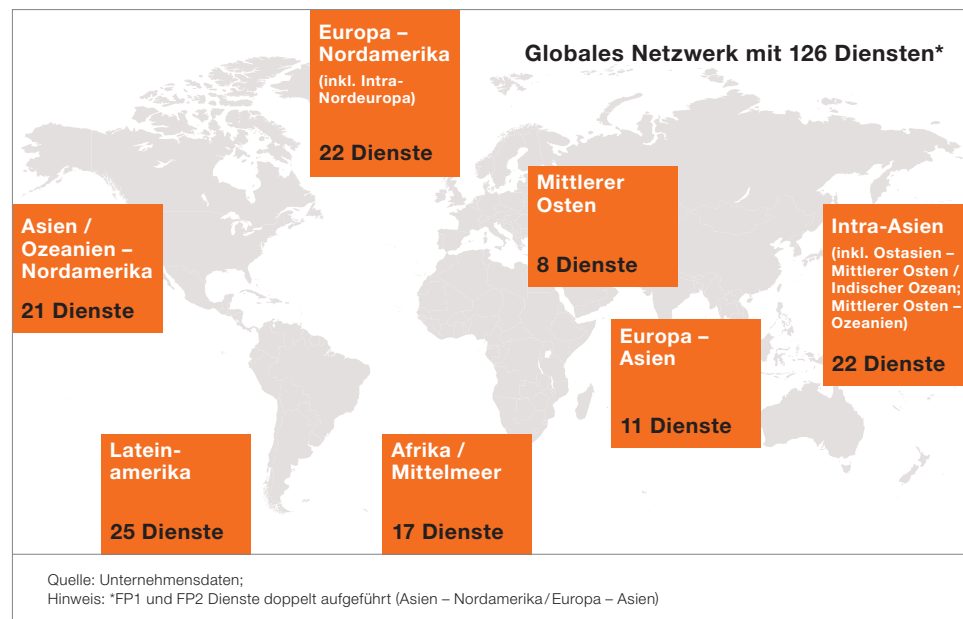 Globales Netzwerk mit 126 Diensten*
Europa –
Nordamerika
(inkl. Intra-
Nordeuropa)
22 Dienste
Mittlerer
Osten
8 Dienste
Asien /
Ozeanien –
Nordamerika
21 Dienste
Intra-Asien
(inkl. Ostasien –
Mittlerer Osten /
Indischer Ozean;
Mittlerer Osten –
Ozeanien)
22 Dienste
Europa –
Asien
11 Dienste
Latein-
amerika
25 Dienste
Afrika /
Mittelmeer
17 Dienste
Quelle: Unternehmensdaten;
Hinweis: *FP1 und FP2 Dienste doppelt aufgeführt (Asien – Nordamerika/Europa – Asien)